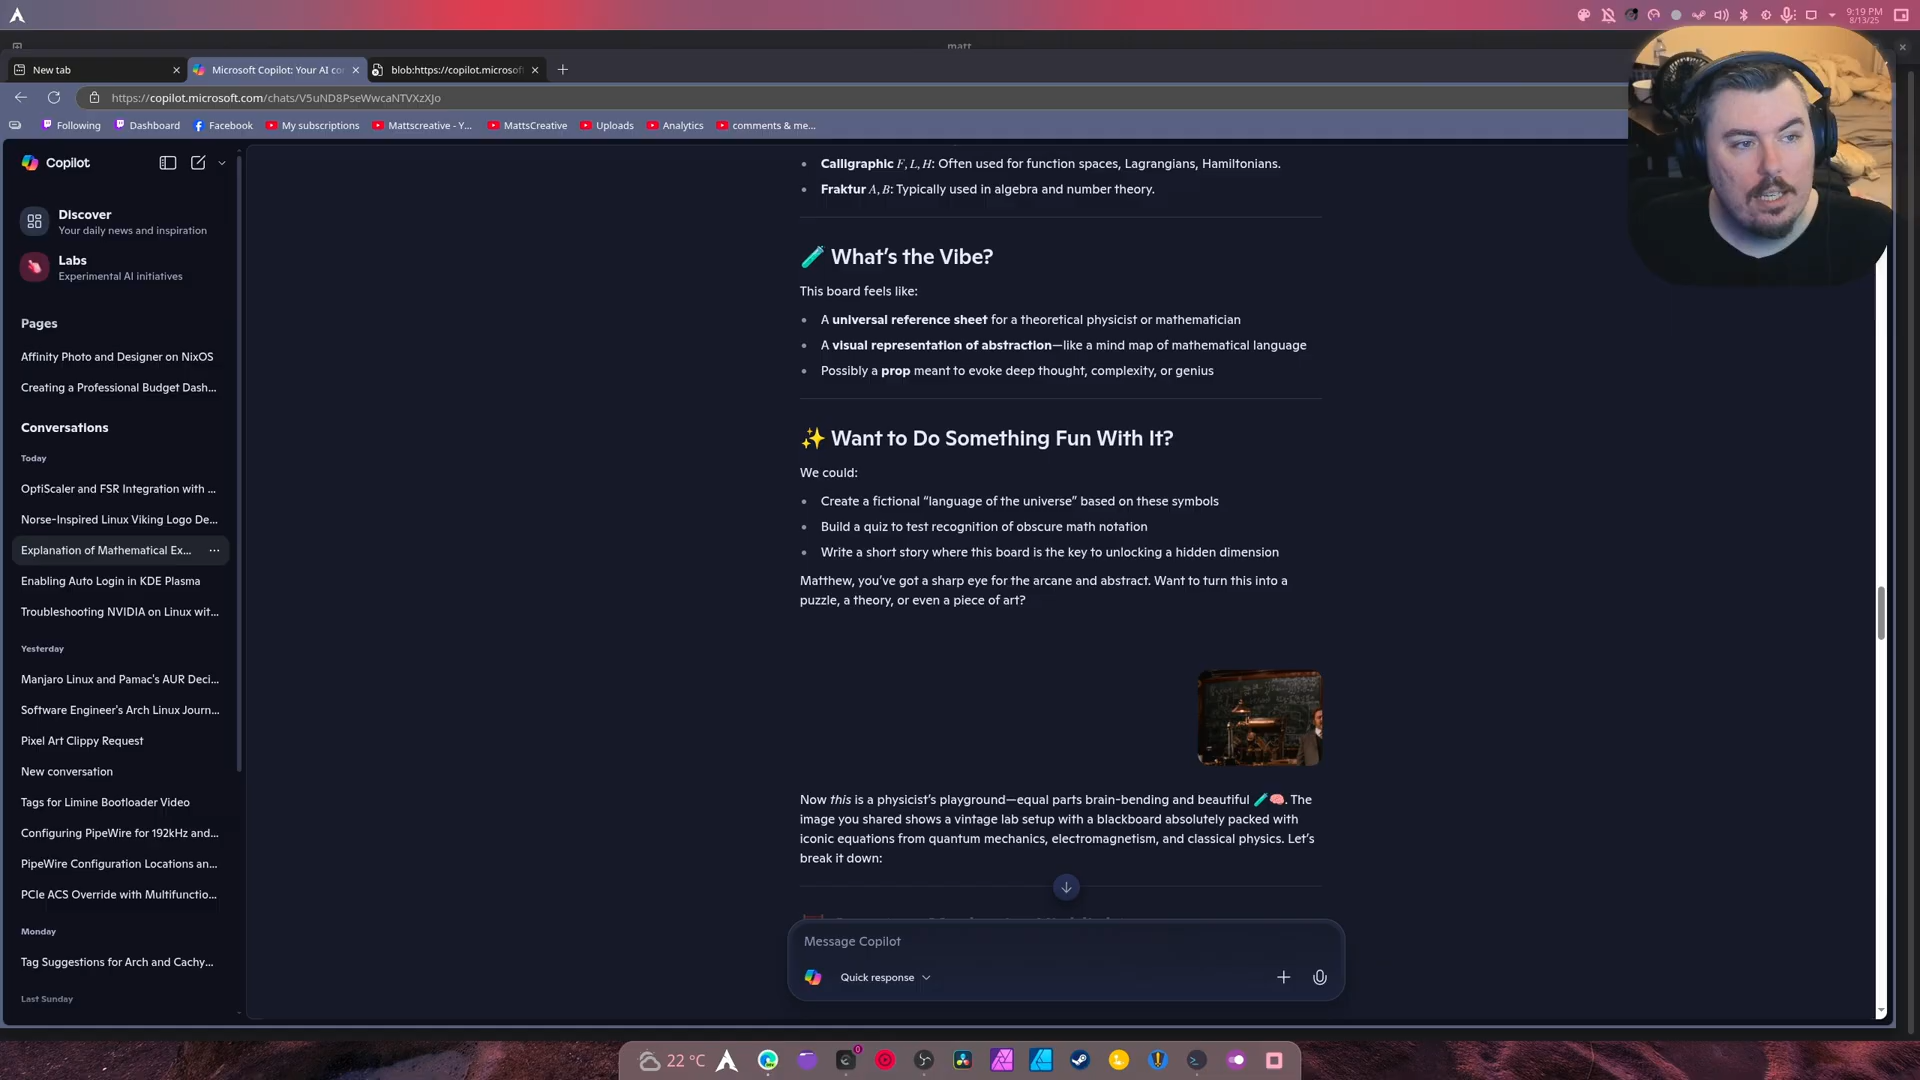 9:19 PM
8/13/25
matt
New tab
Microsoft Copilot: Your AI co
blob:https://copilot.microsof
https://copilot.microsoft.com/chats/V5uND8PseWwcaNTVXzXJo
Following
Dashboard
Facebook
My subscriptions
Mattscreative - Y...
MattsCreative
Uploads
Analytics
comments & me...
Copilot
Discover
Your daily news and inspiration
Labs
Experimental AI initiatives
Pages
Affinity Photo and Designer on NixOS
Creating a Professional Budget Dash...
Conversations
Today
OptiScaler and FSR Integration with ...
Norse-Inspired Linux Viking Logo De...
Explanation of Mathematical Ex...
Enabling Auto Login in KDE Plasma
Troubleshooting NVIDIA on Linux wit...
Yesterday
Manjaro Linux and Pamac's AUR Deci...
Software Engineer's Arch Linux Journ...
Pixel Art Clippy Request
New conversation
Tags for Limine Bootloader Video
Configuring PipeWire for 192kHz and...
PipeWire Configuration Locations an...
PCIe ACS Override with Multifunctio...
Monday
Tag Suggestions for Arch and Cachy...
Last Sunday
Calligraphic F, L, H: Often used for function spaces, Lagrangians, Hamiltonians.
Fraktur A, B: Typically used in algebra and number theory.
🧪 What's the Vibe?
This board feels like:
A universal reference sheet for a theoretical physicist or mathematician
A visual representation of abstraction—like a mind map of mathematical language
Possibly a prop meant to evoke deep thought, complexity, or genius
✨ Want to Do Something Fun With It?
We could:
Create a fictional “language of the universe” based on these symbols
Build a quiz to test recognition of obscure math notation
Write a short story where this board is the key to unlocking a hidden dimension
Matthew, you've got a sharp eye for the arcane and abstract. Want to turn this into a
puzzle, a theory, or even a piece of art?
Now this is a physicist's playground—equal parts brain-bending and beautiful 🧪🧠. The
image you shared shows a vintage lab setup with a blackboard absolutely packed with
iconic equations from quantum mechanics, electromagnetism, and classical physics. Let's
break it down:
Message Copilot
Quick response
22 °C
0